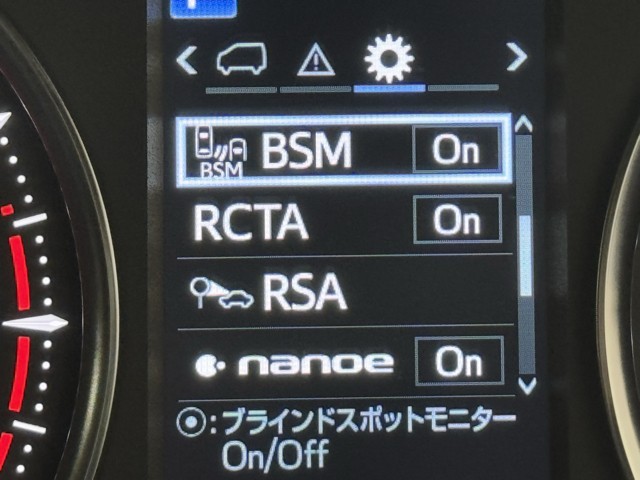 BSM BSM On
RCTA On
RSA
nanoe On
:ブラインドスポットモニター
On/Off